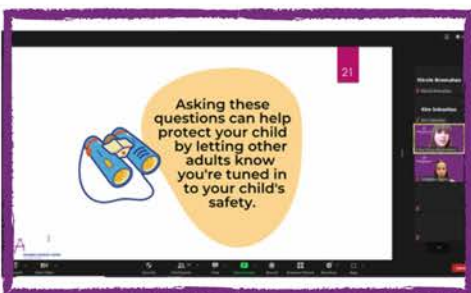 21
Asking these
questions can help
protect your child
by letting other
adults know
you're tuned in
to your child's
safety.